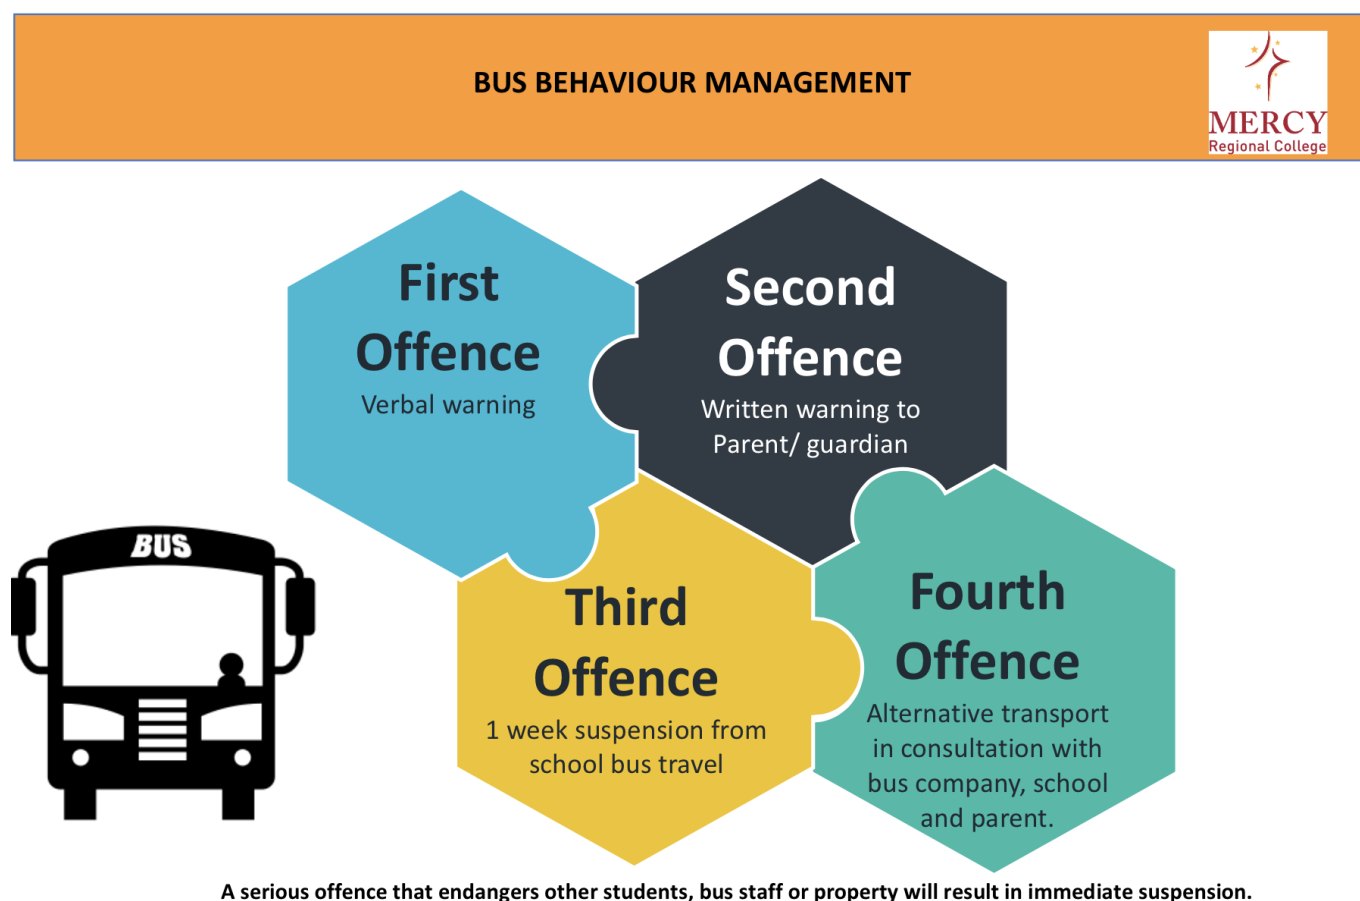 BUS BEHAVIOUR MANAGEMENT
MERCY
Regional College
First
Offence
Verbal warning
Second
Offence
Written warning to
Parent/ guardian
BUS
Third
Offence
1 week suspension from
school bus travel
Fourth
Offence
Alternative transport
in consultation with
bus company, school
and parent.
A serious offence that endangers other students, bus staff or property will result in immediate suspension.